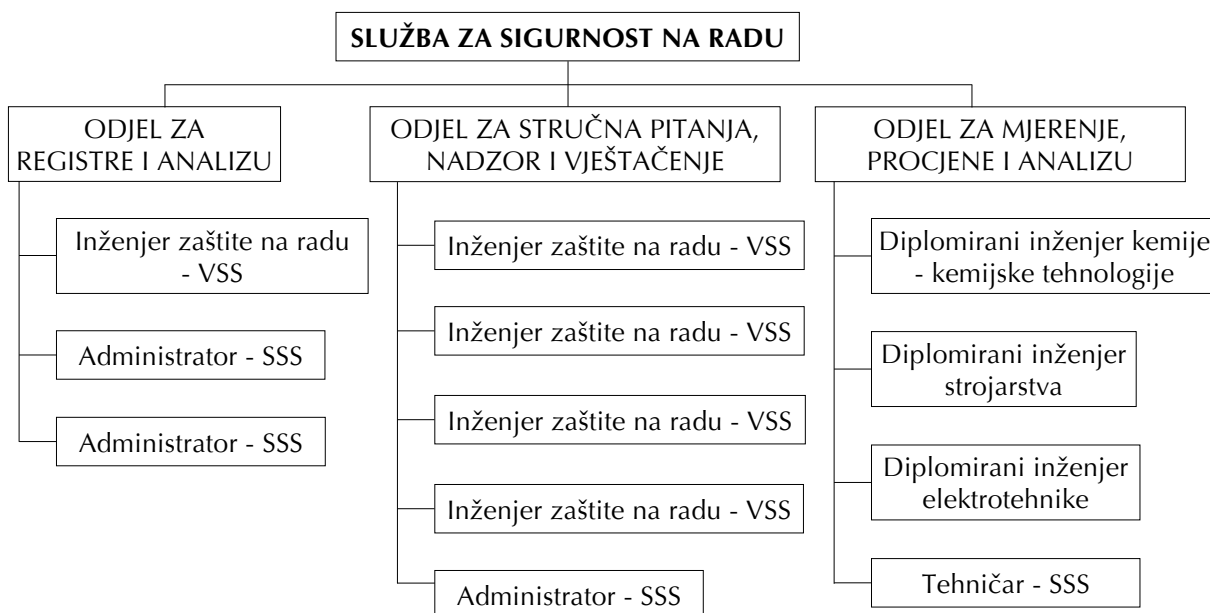 SLUŽBA ZA SIGURNOST NA RADU
ODJEL ZA
REGISTRE I ANALIZU
Inženjer zaštite na radu
- VSS
Administrator - SSS
Administrator - SSS
ODJEL ZA STRUČNA PITANJA,
NADZOR I VJEŠTAČENJE
Inženjer zaštite na radu - VSS
Inženjer zaštite na radu - VSS
Inženjer zaštite na radu - VSS
Inženjer zaštite na radu - VSS
Administrator - SSS
ODJEL ZA MJERENJE,
PROCJENE I ANALIZU
Diplomirani inženjer kemije
- kemijske tehnologije
Diplomirani inženjer
strojarstva
Diplomirani inženjer
elektrotehnike
Tehničar - SSS